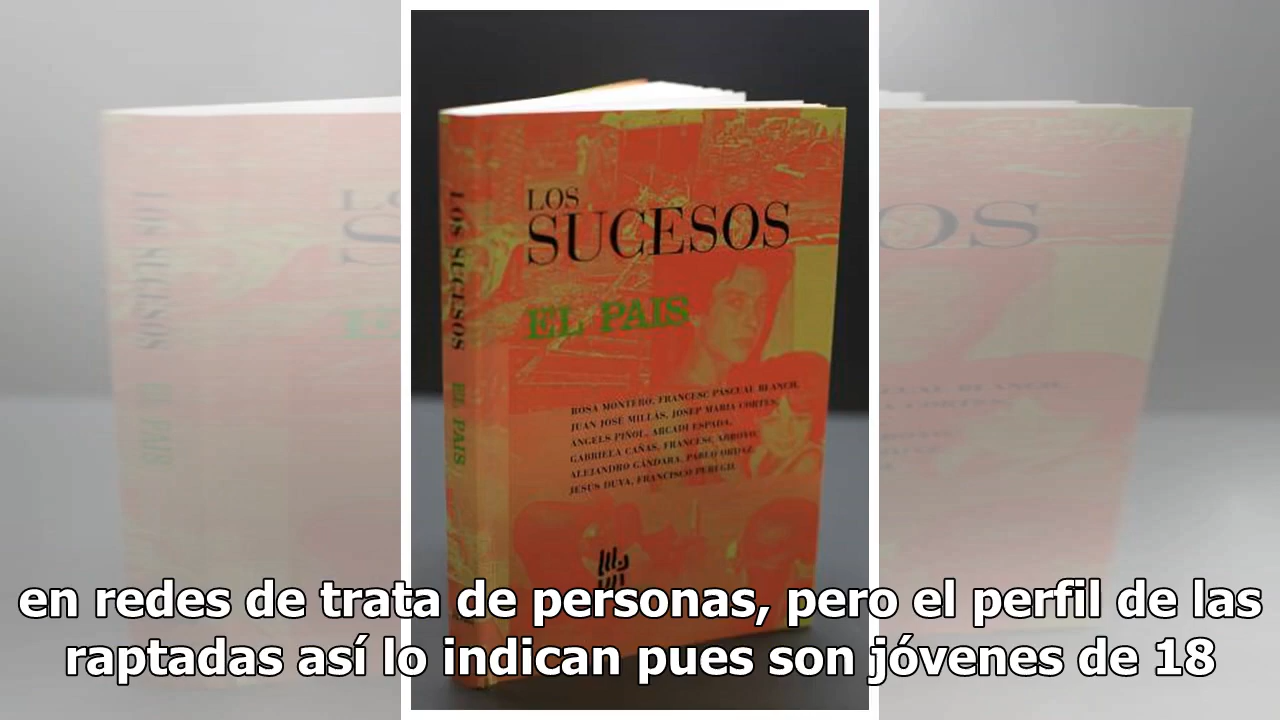 LOS
SUCESOS
EL PAIS
LOS SUCESOS EL PAIS
ROSA MONTERO, FRANCESC PASCUAL BLANCH,
JUAN JOSÉ MILLÁS, JOSEP MARIA CORTÉS,
ÀNGELS PIÑOL, ARCADI ESPADA,
GABRIELA CAÑAS, FRANCESC ARROYO,
ALEJANDRO GÁNDARA, PABLO ORDAZ,
JESÚS DUVA, FRANCISCO PEREGIL
en redes de trata de personas, pero el perfil de las
raptadas así lo indican pues son jóvenes de 18